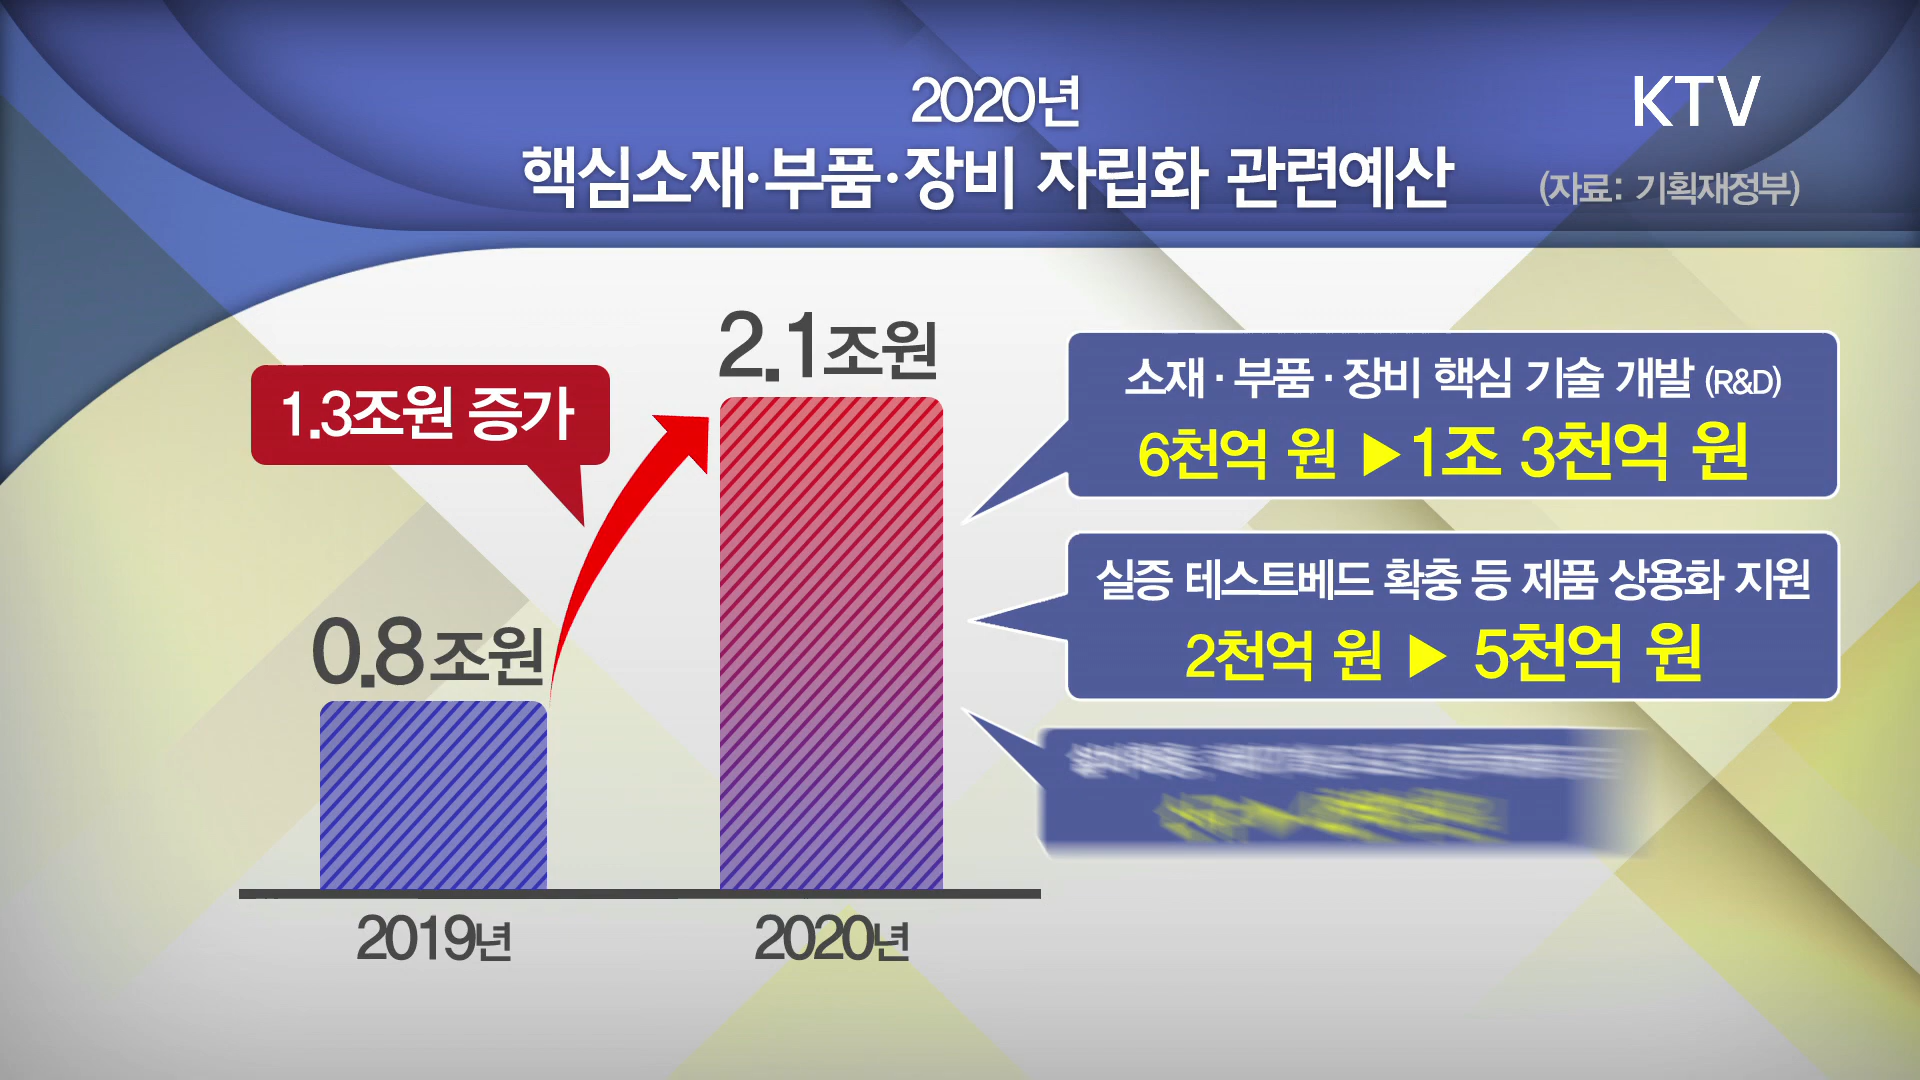 2020년
KTV
핵심소재·부품·장비 자립화 관련예산
(자료: 기획재정부)
1.3조원 증가
2.1조원
0.8조원
2019년
2020년
소재·부품·장비 핵심 기술 개발 (R&D)
6천억 원 ▶1조 3천억 원
실증 테스트베드 확충 등 제품 상용화 지원
2천억 원 ▶ 5천억 원